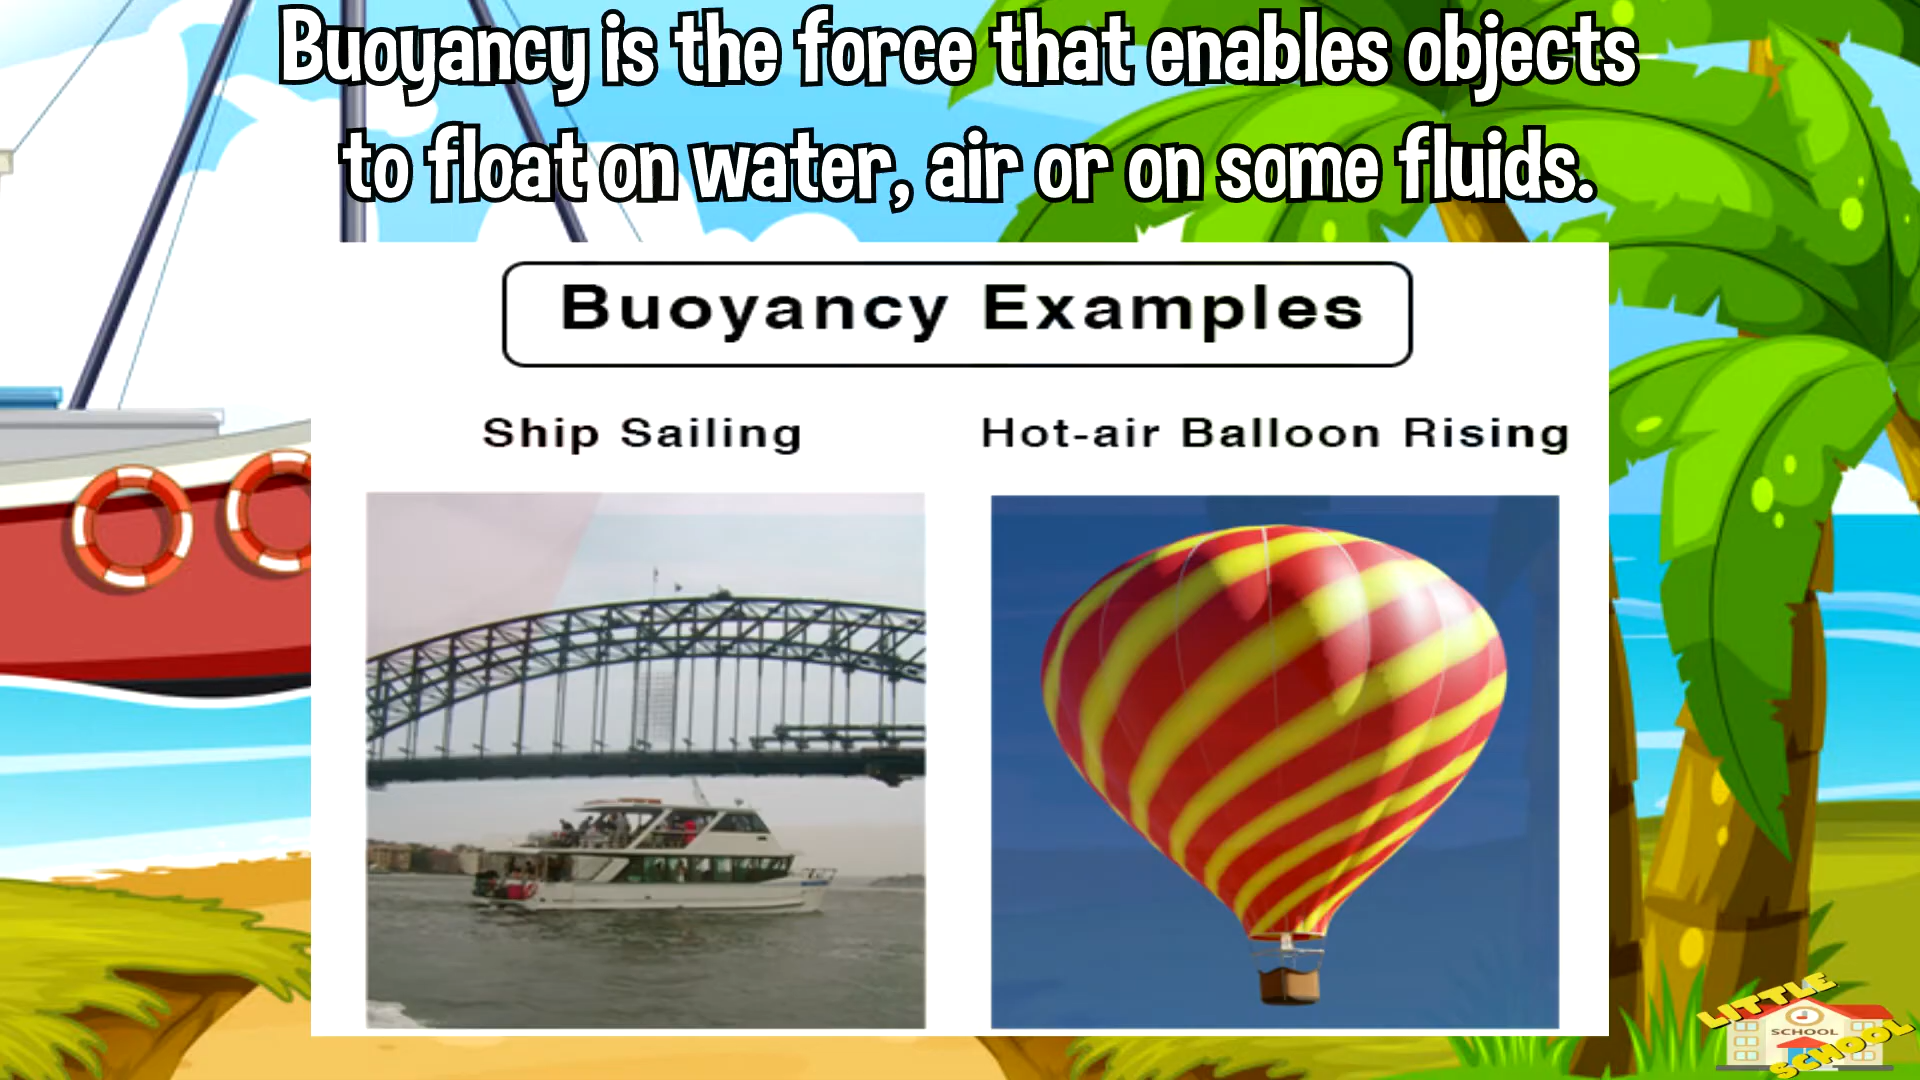 Buoyancy is the force that enables objects
to float on water, air or on some fluids.
Buoyancy Examples
Ship Sailing
Hot-air Balloon Rising
LITTLE
SCHOOL
SCHOOL